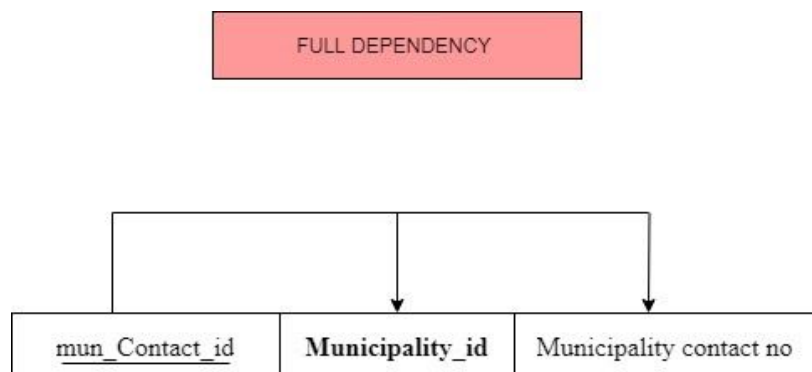 FULL DEPENDENCY
mun_Contact_id Municipality_id Municipality contact no